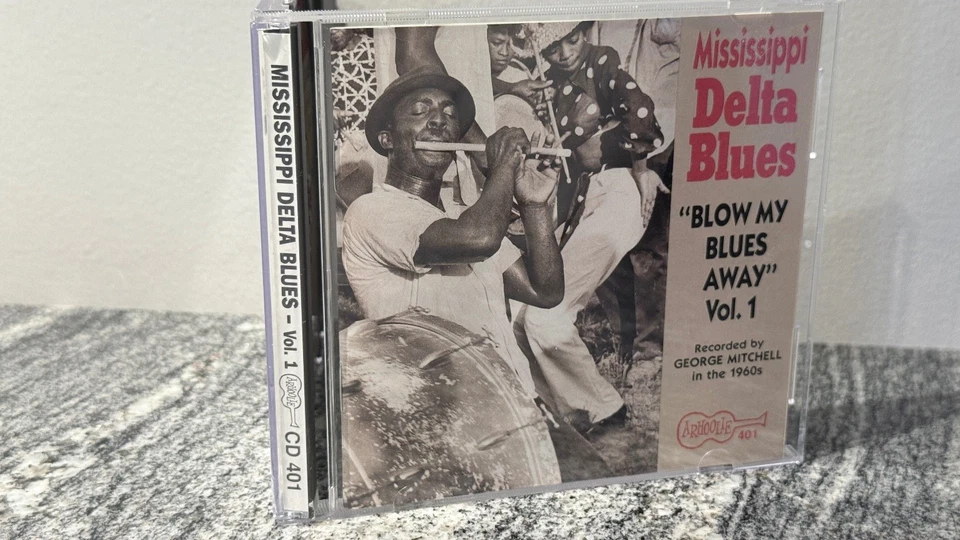 MISSISSIPPI DELTA BLUES - Vol. 1 ARHOOLIE CD 401
Mississippi
Delta
Blues
“BLOW MY
BLUES
AWAY”
Vol. 1
Recorded by
GEORGE MITCHELL
in the 1960s
ARHOOLIE
401